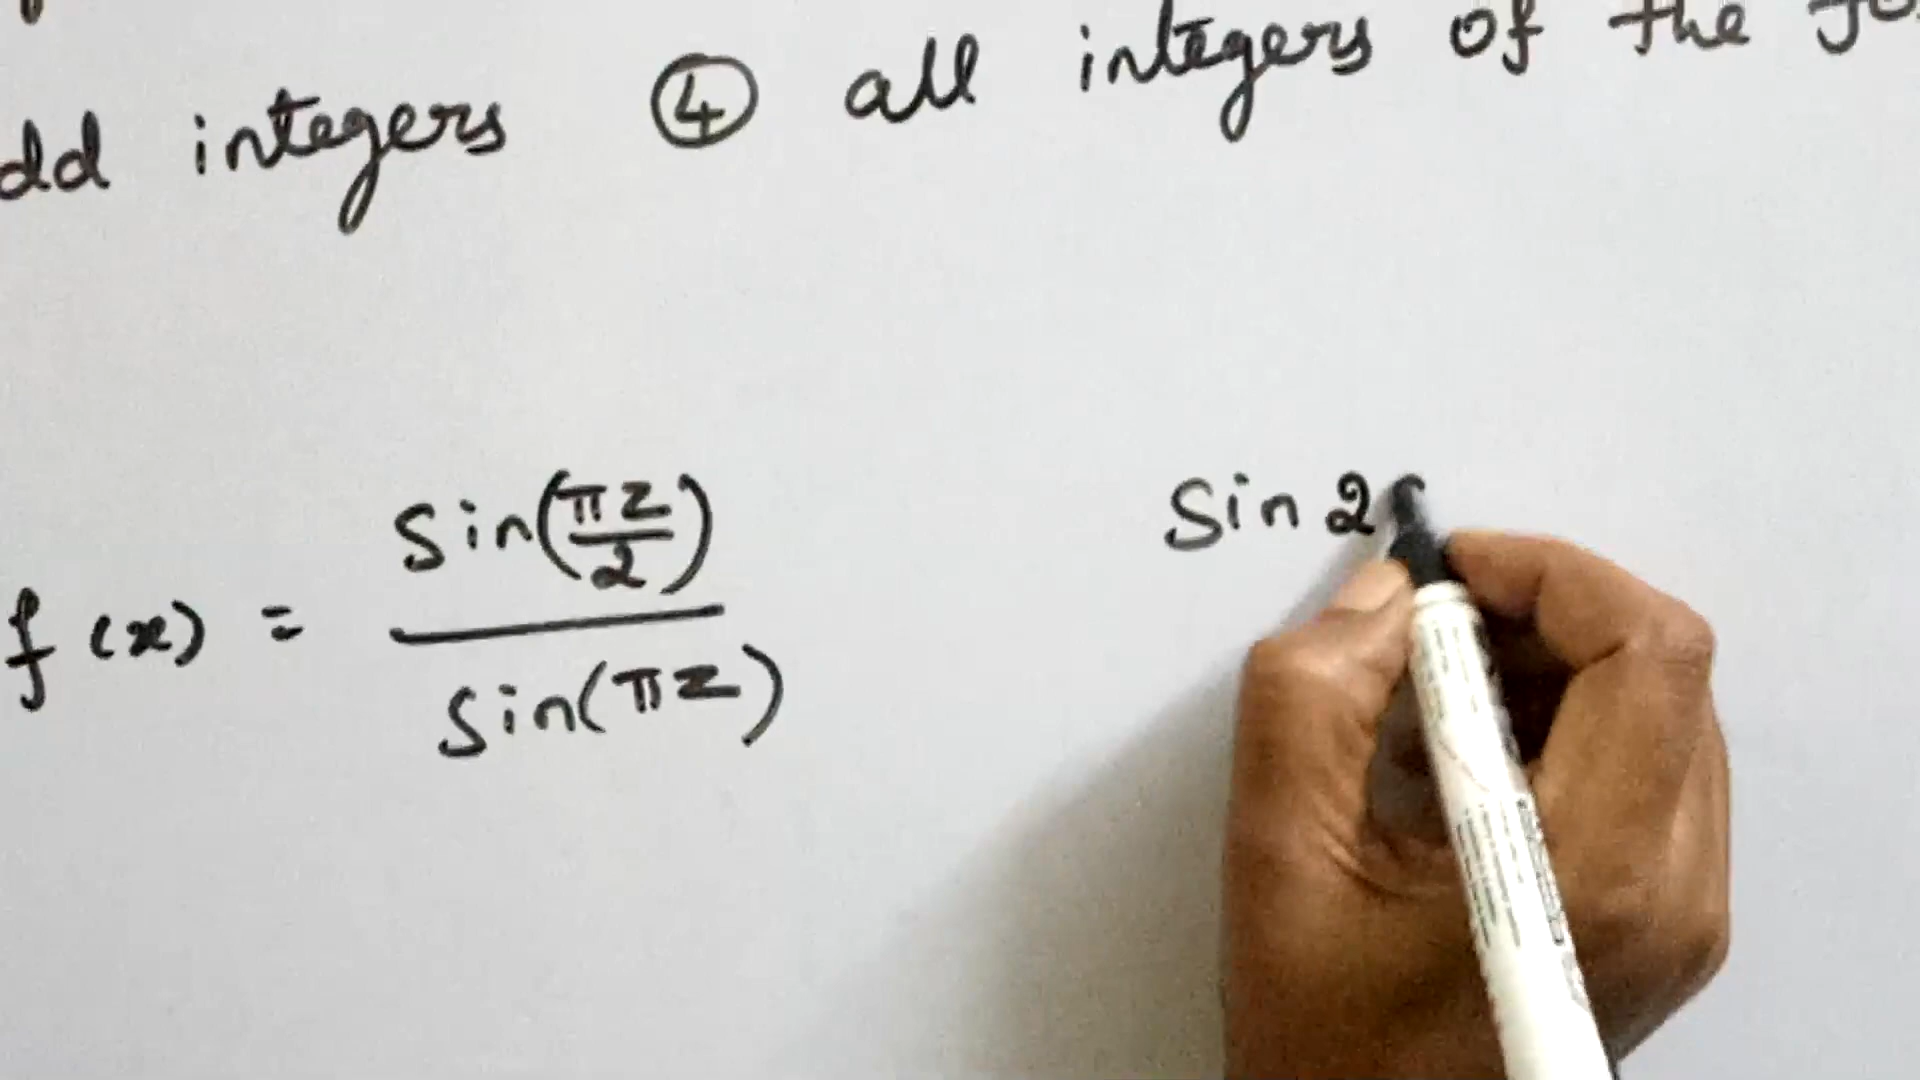 dd integers ④ all integers of the
f(x) = sin(πz/2) / sin(πz)
Sin 2